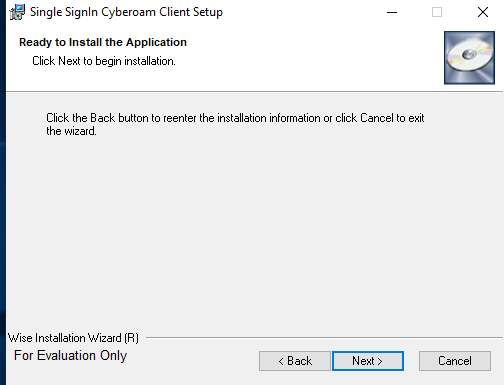 Single SignIn Cyberoam Client Setup
Ready to Install the Application
Click Next to begin installation.
Click the Back button to reenter the installation information or click Cancel to exit
the wizard.
Wise Installation Wizard (R)
For Evaluation Only
< Back
Next >
Cancel